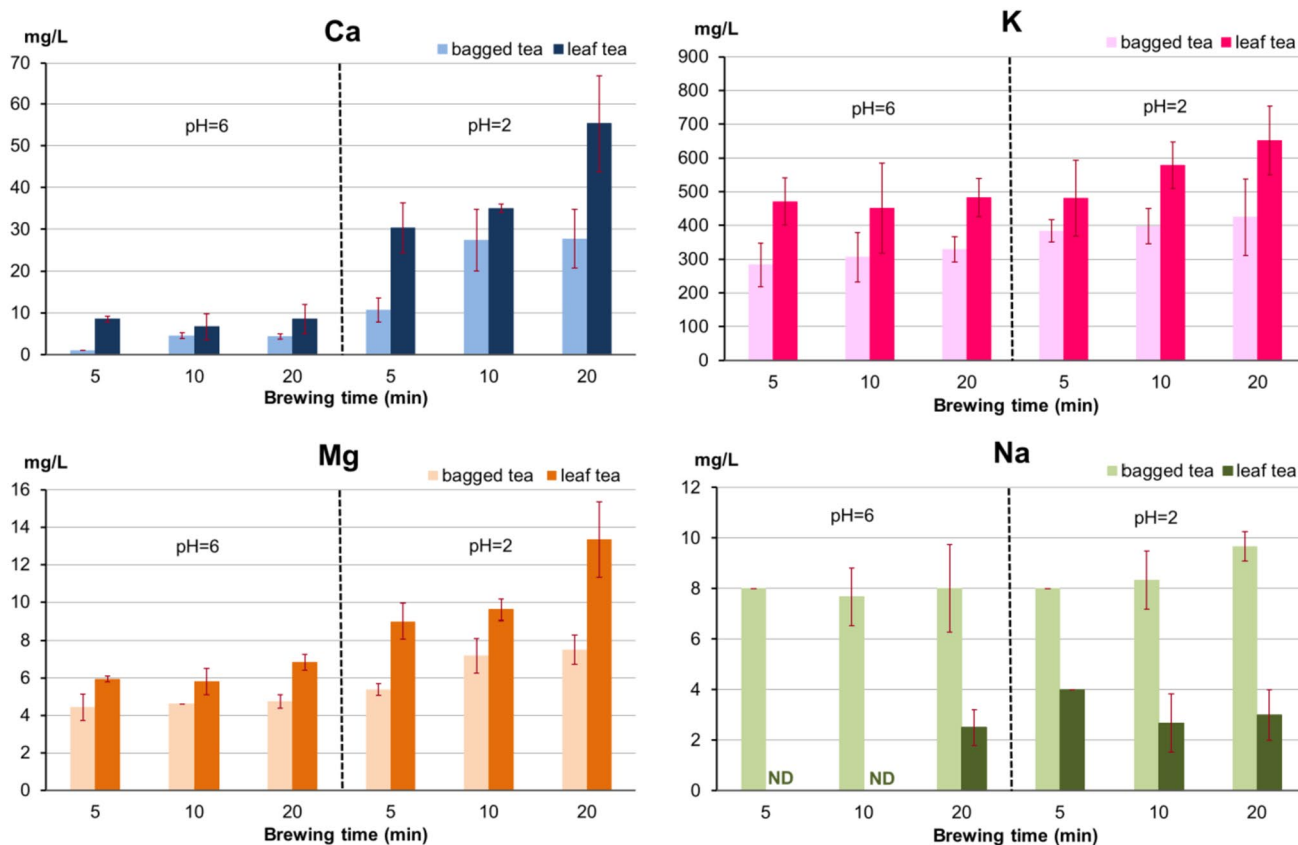 Ca
mg/L
bagged tea leaf tea
70
60
50
40
30
20
10
0
pH=6 pH=2
5 10 20 5 10 20
Brewing time (min)
K
mg/L
bagged tea leaf tea
900
800
700
600
500
400
300
200
100
0
pH=6 pH=2
5 10 20 5 10 20
Brewing time (min)
Mg
mg/L
bagged tea leaf tea
16
14
12
10
8
6
4
2
0
pH=6 pH=2
5 10 20 5 10 20
Brewing time (min)
Na
mg/L
bagged tea leaf tea
12
10
8
6
4
2
0
pH=6 pH=2
ND ND
5 10 20 5 10 20
Brewing time (min)